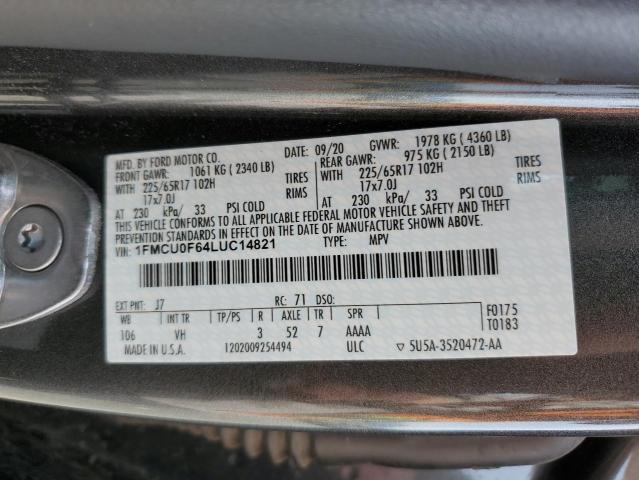 MFD. BY FORD MOTOR CO. DATE: 09/20 GVWR: 1978 KG ( 4360 LB)
FRONT GAWR: 1061 KG ( 2340 LB) REAR GAWR: 975 KG ( 2150 LB)
WITH 225/65R17 102H TIRES WITH 225/65R17 102H TIRES
17x7.0J RIMS 17x7.0J RIMS
AT 230 kPa/ 33 PSI COLD AT 230 kPa/ 33 PSI COLD
THIS VEHICLE CONFORMS TO ALL APPLICABLE FEDERAL MOTOR VEHICLE SAFETY AND THEFT
PREVENTION STANDARDS IN EFFECT ON THE DATE OF MANUFACTURE SHOWN ABOVE.
VIN: 1FMCU0F64LUC14821 TYPE: MPV
EXT PNT: J7 RC: 71 DSO:
WB INT TR TP/PS R AXLE TR SPR F0175
106 VH 3 52 7 AAAA T0183
MADE IN U.S.A. 1202009254494 ULC ▽ 5U5A-3520472-AA